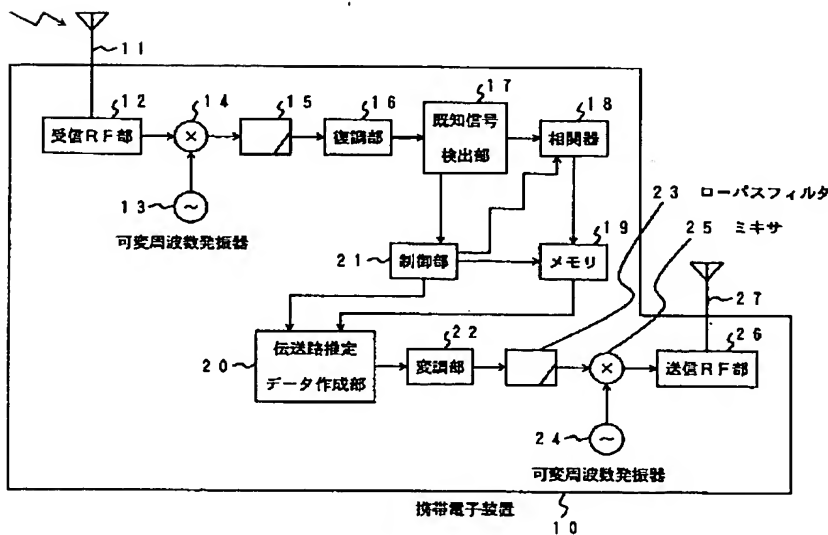 11
12
受信RF部
14
×
15
16
復調部
17
既知信号
検出部
18
相関器
13
~
可変周波数発振器
23 ローパスフィルタ
25 ミキサ
21
制御部
19
メモリ
27
20
伝送路推定
データ作成部
22
変調部
×
26
送信RF部
24
~
可変周波数発振器
携帯電子装置
10